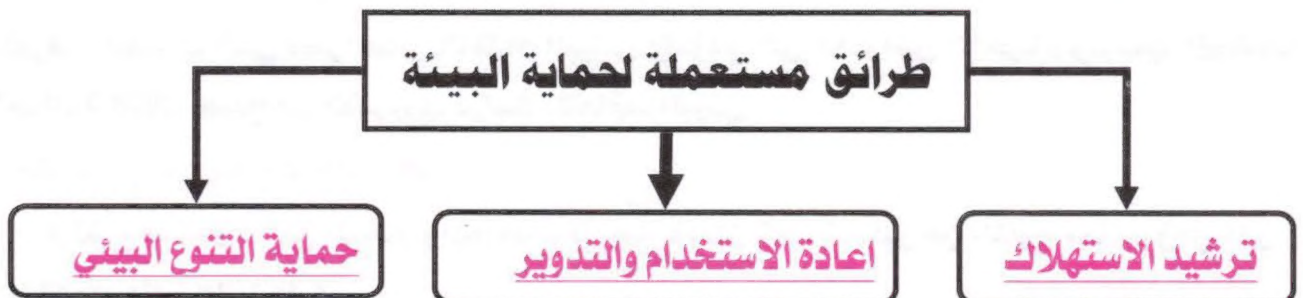 طرائق مستعملة لحماية البيئة
ترشيد الاستهلاك
اعادة الاستخدام والتدوير
حماية التنوع البيئي